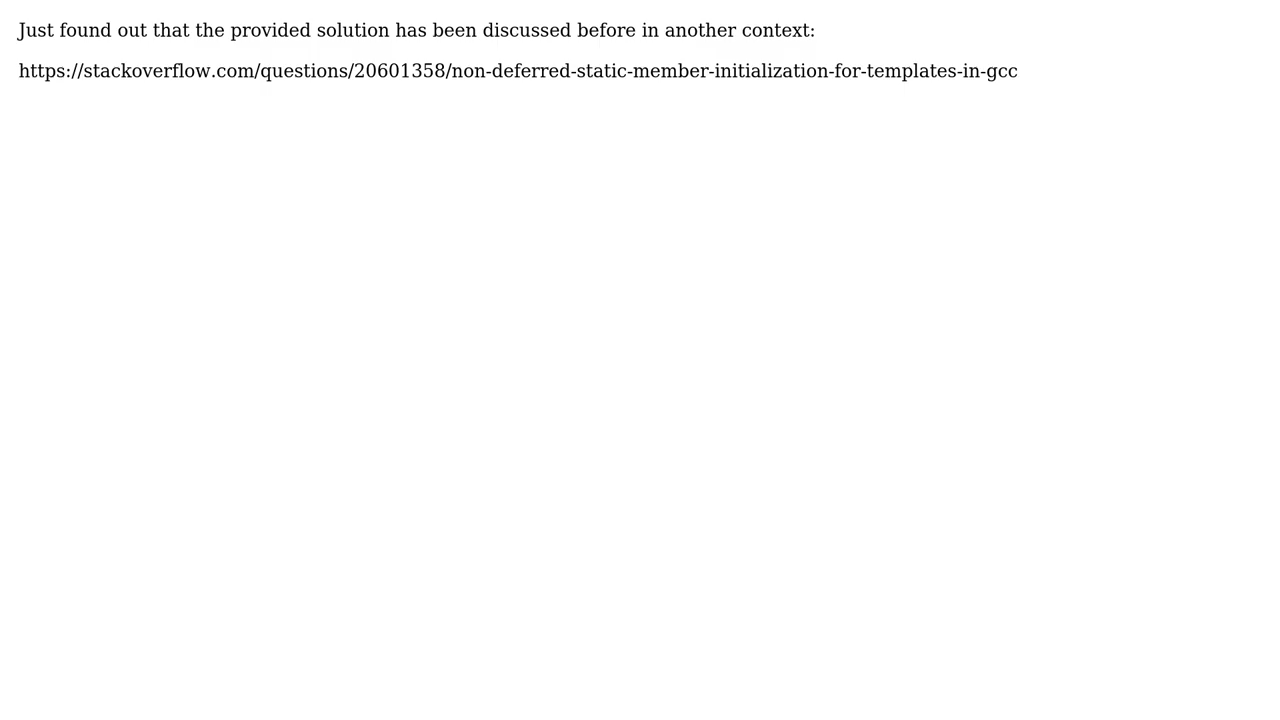 Just found out that the provided solution has been discussed before in another context:
https://stackoverflow.com/questions/20601358/non-deferred-static-member-initialization-for-templates-in-gcc